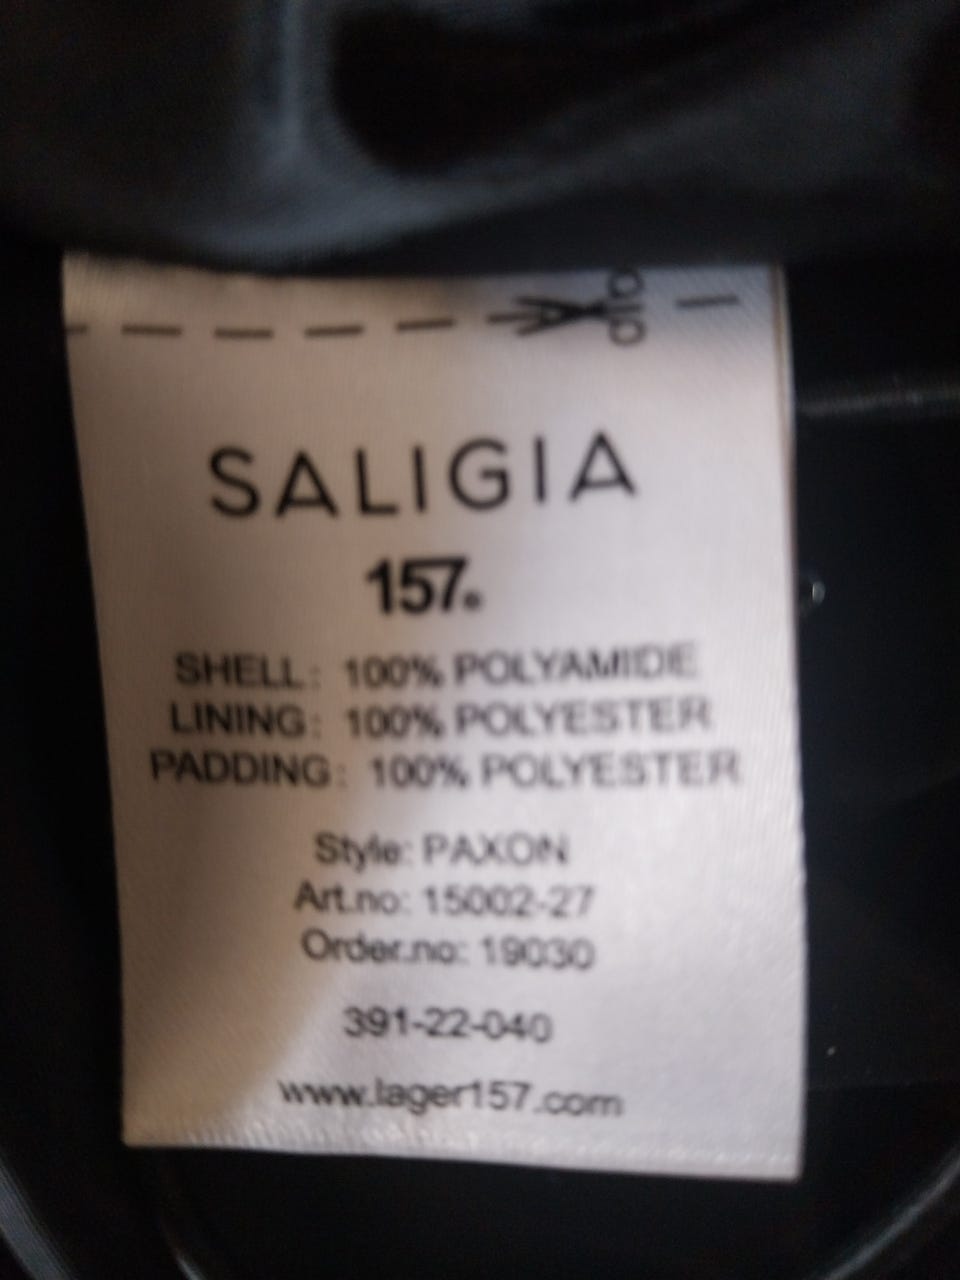 SALIGIA
157.
SHELL: 100% POLYAMIDE
LINING: 100% POLYESTER
PADDING: 100% POLYESTER
Style: PAXON
Art.no: 15002-27
Order.no: 19030
391-22-040
www.lager157.com